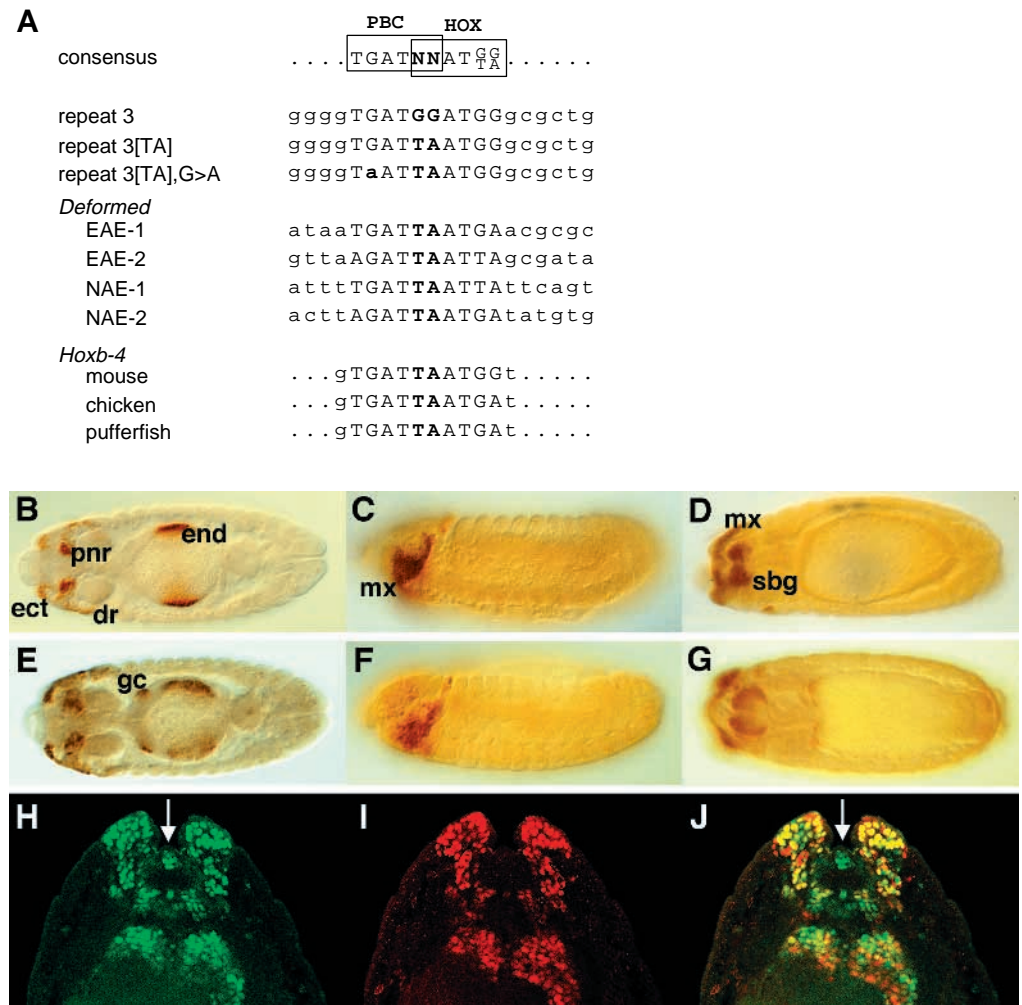 A
PBC HOX
consensus ....TGATNNATGG......
TA
repeat 3 ggggTGATGGATGGgcgctg
repeat 3[TA] ggggTGATTAATGGgcgctg
repeat 3[TA],G>A ggggTaATTAATGGgcgctg
Deformed
EAE-1 ataaTGATTAATGAacgcgc
EAE-2 gttaAGATTAATTAgcgata
NAE-1 atttTGATTAATTAttcagt
NAE-2 acttAGATTAATGAtatgtg
Hoxb-4
mouse ...gTGATTAATGGt.....
chicken ...gTGATTAATGAt.....
pufferfish ...gTGATTAATGAt.....
B end pnr ect dr
C mx
D mx sbg
E gc
F
G
H
I
J